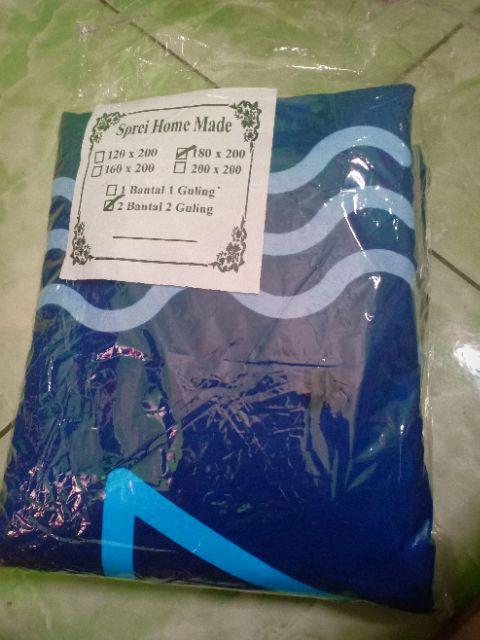 Sprei Home Made
120 x 200 180 x 200
160 x 200 200 x 200
1 Bantal 1 Guling
2 Bantal 2 Guling